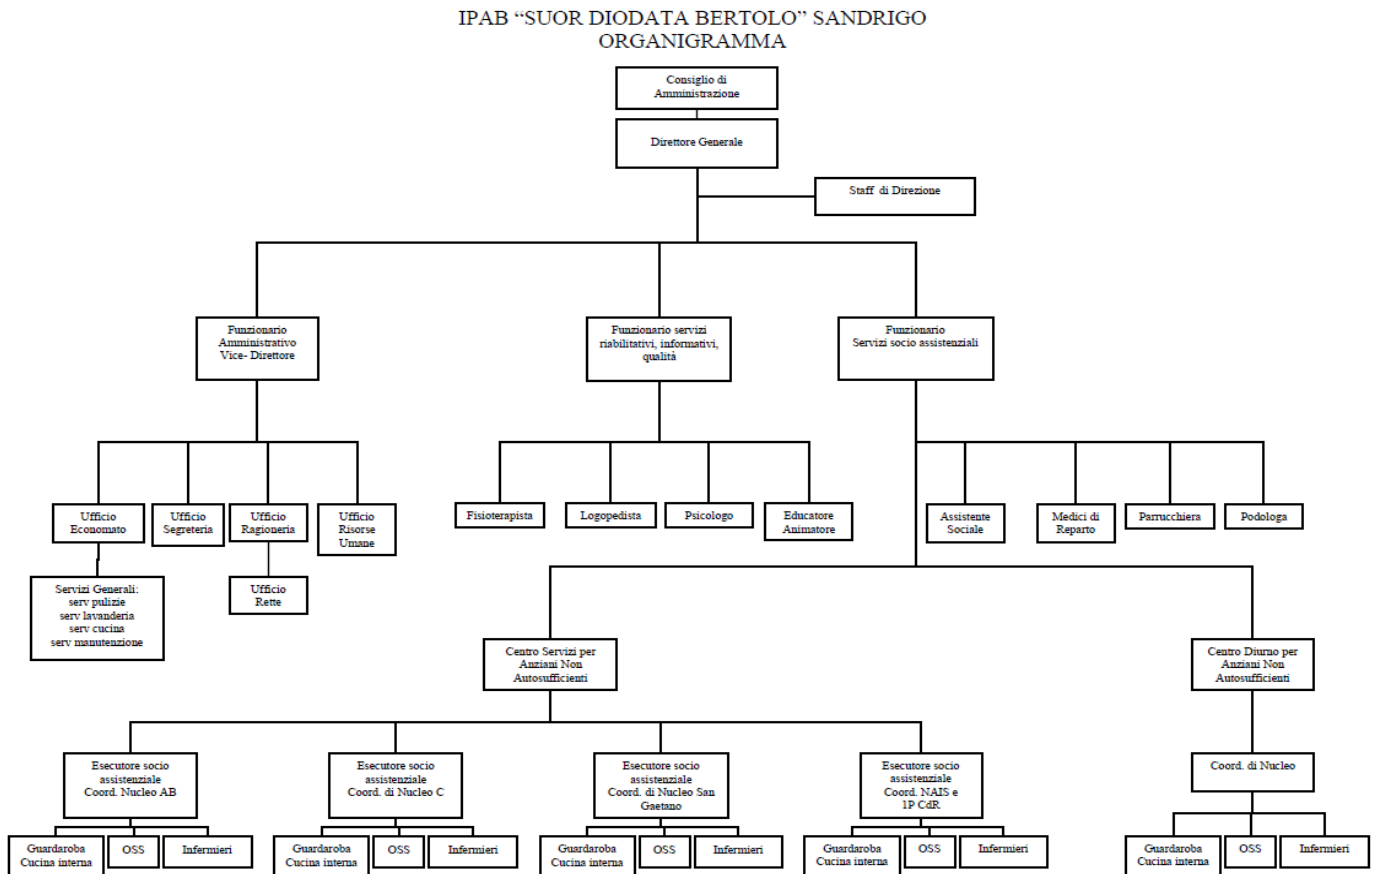 IPAB “SUOR DIODATA BERTOLO” SANDRIGO
ORGANIGRAMMA
Consiglio di
Amministrazione
Direttore Generale
Staff di Direzione
Funzionario
Amministrativo
Vice- Direttore
Funzionario servizi
riabilitativi, informativi,
qualità
Funzionario
Servizi socio assistenziali
Ufficio
Economato
Ufficio
Segreteria
Ufficio
Ragioneria
Ufficio
Risorse
Umane
Fisioterapista
Logopedista
Psicologo
Educatore
Animatore
Assistente
Sociale
Medici di
Reparto
Parrucchiera
Podologa
Servizi Generali:
serv pulizie
serv lavanderia
serv cucina
serv manutenzione
Ufficio
Rette
Centro Servizi per
Anziani Non
Autosufficienti
Centro Diurno per
Anziani Non
Autosufficienti
Esecutore socio
assistenziale
Coord. Nucleo AB
Esecutore socio
assistenziale
Coord. di Nucleo C
Esecutore socio
assistenziale
Coord. di Nucleo San
Gaetano
Esecutore socio
assistenziale
Coord. NAIS e
1P CdR
Coord. di Nucleo
Guardaroba
Cucina interna
OSS
Infermieri
Guardaroba
Cucina interna
OSS
Infermieri
Guardaroba
Cucina interna
OSS
Infermieri
Guardaroba
Cucina interna
OSS
Infermieri
Guardaroba
Cucina interna
OSS
Infermieri